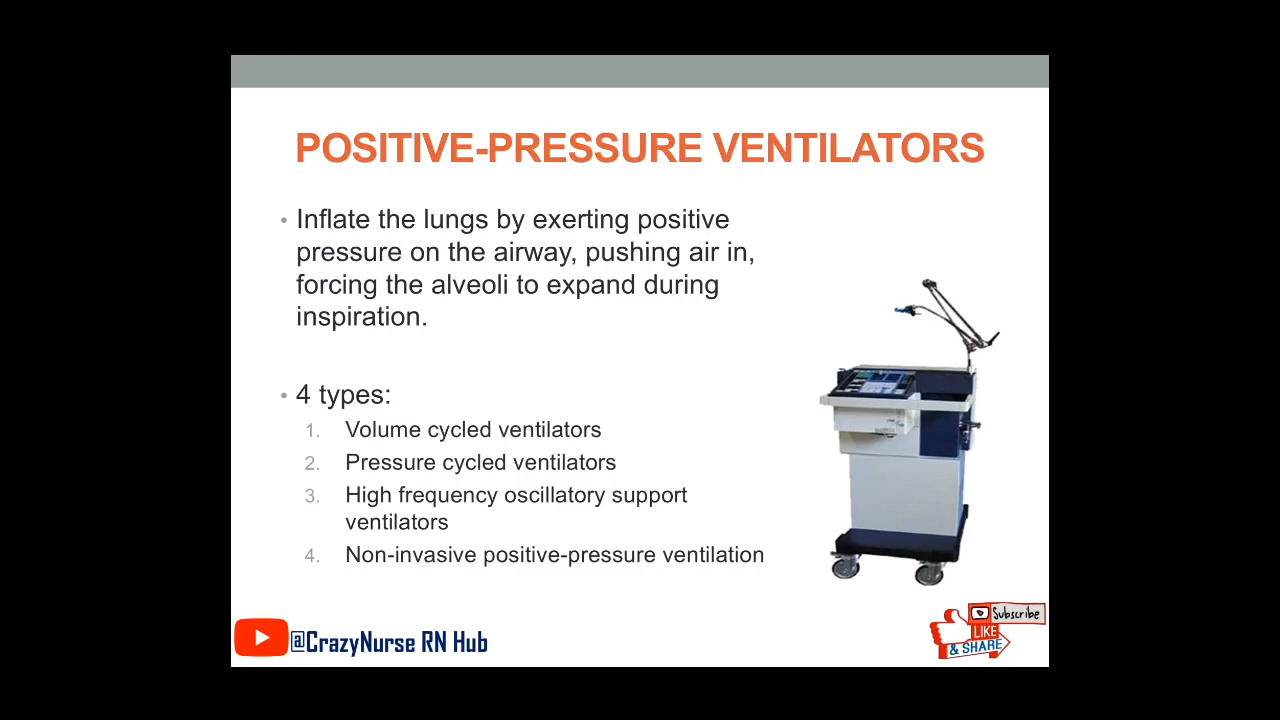 POSITIVE-PRESSURE VENTILATORS
• Inflate the lungs by exerting positive
pressure on the airway, pushing air in,
forcing the alveoli to expand during
inspiration.
• 4 types:
1. Volume cycled ventilators
2. Pressure cycled ventilators
3. High frequency oscillatory support
ventilators
4. Non-invasive positive-pressure ventilation
@CrazyNurse RN Hub
Subscribe
LIKE
& SHARE